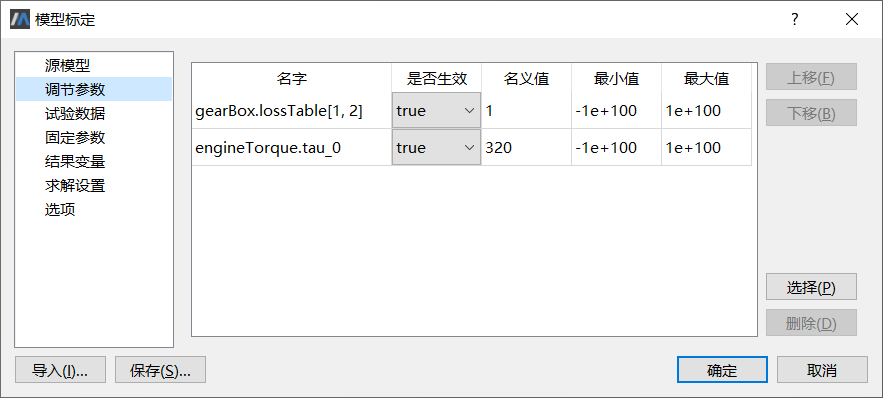 模型标定
源模型
调节参数
试验数据
固定参数
结果变量
求解设置
选项
名字 是否生效 名义值 最小值 最大值
gearBox.lossTable[1, 2] true 1 -1e+100 1e+100
engineTorque.tau_0 true 320 -1e+100 1e+100
上移(F)
下移(B)
选择(P)
删除(D)
导入(I)... 保存(S)... 确定 取消